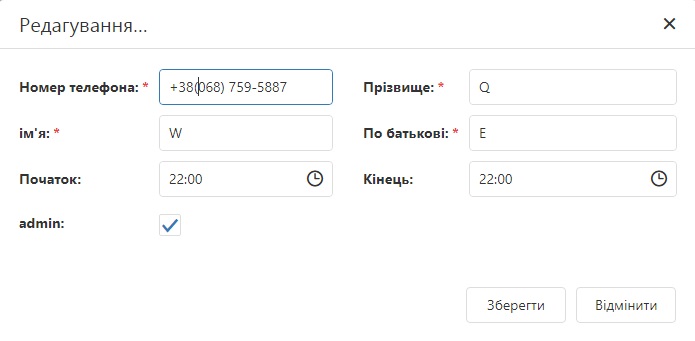 Редагування...
Номер телефона: * +38(068) 759-5887 Прізвище: * Q
ім'я: * W По батькові: * E
Початок: 22:00 Кінець: 22:00
admin:
Зберегти Відмінити